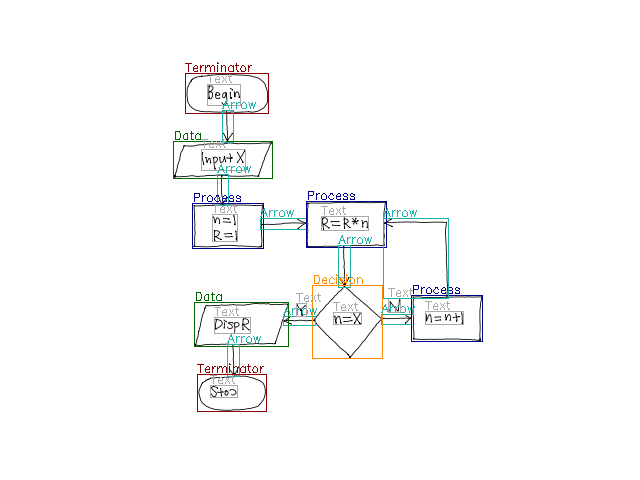 Terminator
Text
Begin
Arrow
Data
Text
Input X
Arrow
Process
Text
n=1
R=1
Arrow
Process
Text
R=R*n
Arrow
Arrow
Decision
Text
n=X
Text
N
Arrow
Process
Text
n=n+1
Text
Y
Arrow
Data
Text
DispR
Arrow
Terminator
Text
Stop